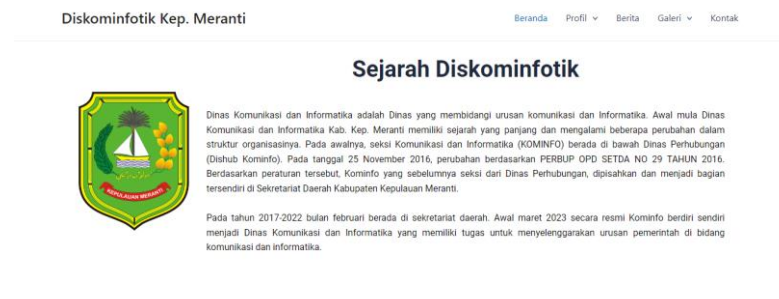 Diskominfotik Kep. Meranti
Beranda Profil Berita Galeri Kontak
Sejarah Diskominfotik
Dinas Komunikasi dan Informatika adalah Dinas yang membidangi urusan komunikasi dan Informatika. Awal mula Dinas
Komunikasi dan Informatika Kab. Kep. Meranti memiliki sejarah yang panjang dan mengalami beberapa perubahan dalam
struktur organisasinya. Pada awalnya, seksi Komunikasi dan Informatika (KOMINFO) berada di bawah Dinas Perhubungan
(Dishub Kominfo). Pada tanggal 25 November 2016, perubahan berdasarkan PERBUP OPD SETDA NO 29 TAHUN 2016.
Berdasarkan peraturan tersebut, Kominfo yang sebelumnya seksi dari Dinas Perhubungan, dipisahkan dan menjadi bagian
tersendiri di Sekretariat Daerah Kabupaten Kepulauan Meranti.
KEPULAUAN MERANTI
Pada tahun 2017-2022 bulan februari berada di sekretariat daerah. Awal maret 2023 secara resmi Kominfo berdiri sendiri
menjadi Dinas Komunikasi dan Informatika yang memiliki tugas untuk menyelenggarakan urusan pemerintah di bidang
komunikasi dan informatika.